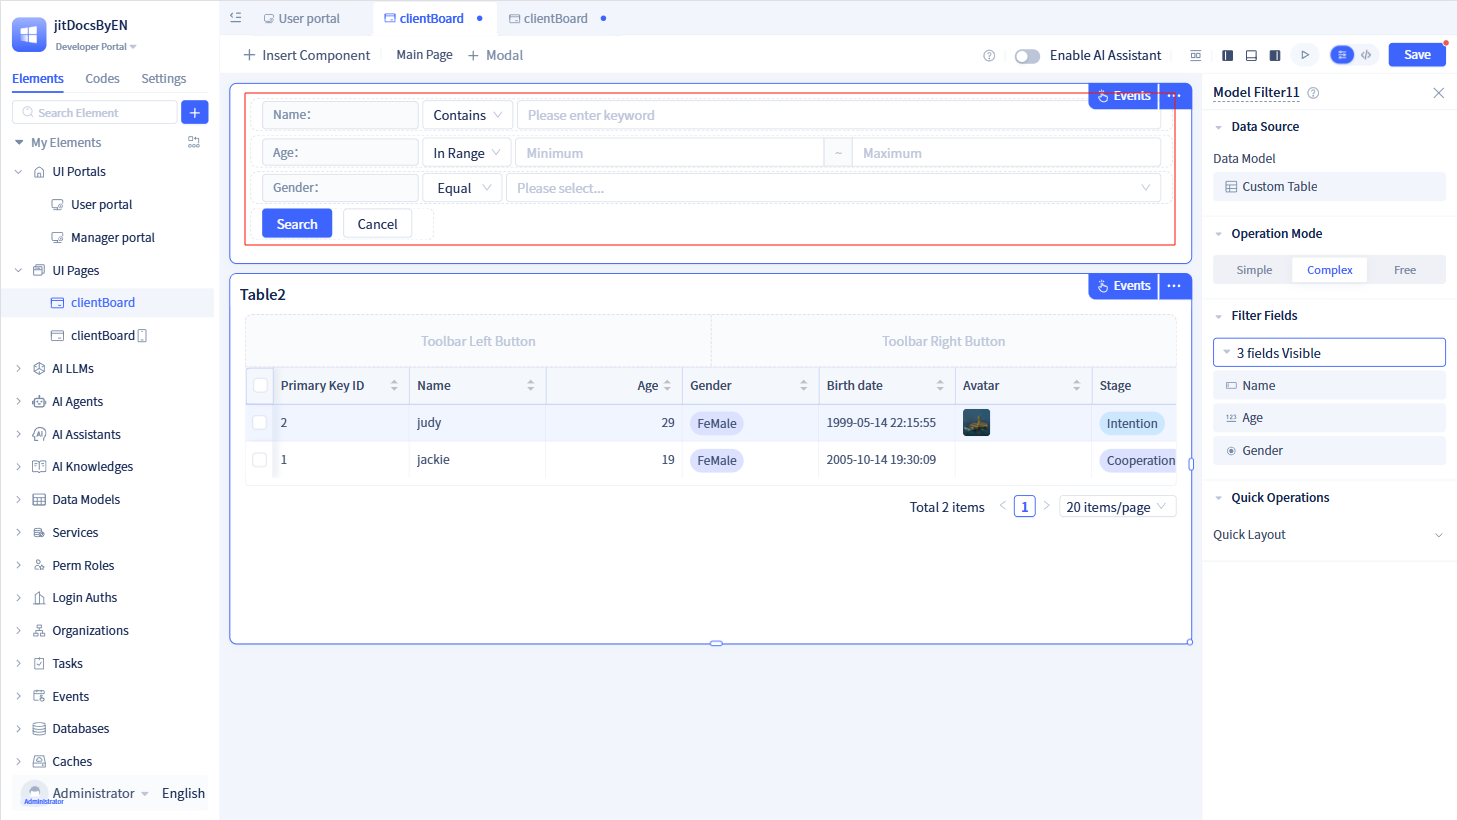 jitDocsByEN
Developer Portal
Elements
Codes
Settings
Search Element
My Elements
UI Portals
User portal
Manager portal
UI Pages
clientBoard
clientBoard
AI LLMs
AI Agents
AI Assistants
AI Knowledges
Data Models
Services
Perm Roles
Login Auths
Organizations
Tasks
Events
Databases
Caches
Administrator
Administrator
English
User portal
clientBoard
clientBoard
Insert Component
Main Page
Modal
Enable AI Assistant
Save
Events
Name:
Contains
Please enter keyword
Age:
In Range
Minimum
~
Maximum
Gender:
Equal
Please select...
Search
Cancel
Table2
Events
Toolbar Left Button
Toolbar Right Button
Primary Key ID
Name
Age
Gender
Birth date
Avatar
Stage
2
judy
29
FeMale
1999-05-14 22:15:55
Intention
1
jackie
19
FeMale
2005-10-14 19:30:09
Cooperation
Total 2 items
1
20 items/page
Model Filter11
Data Source
Data Model
Custom Table
Operation Mode
Simple
Complex
Free
Filter Fields
3 fields Visible
Name
123 Age
Gender
Quick Operations
Quick Layout